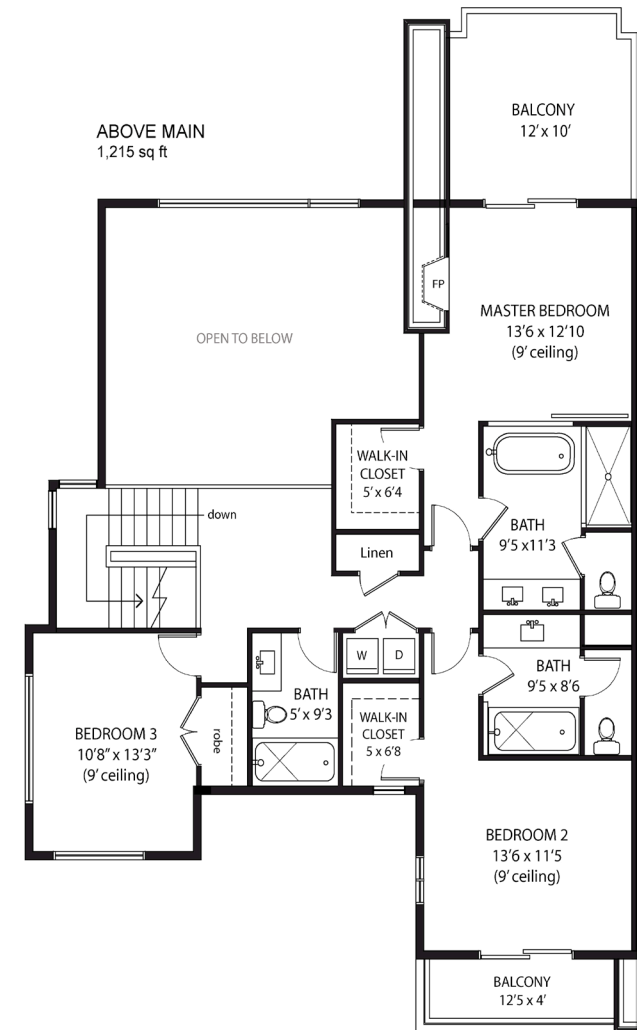 ABOVE MAIN
1,215 sq ft
BALCONY
12' x 10'
FP
OPEN TO BELOW
MASTER BEDROOM
13'6 x 12'10
(9' ceiling)
WALK-IN
CLOSET
5' x 6'4
down
Linen
BATH
9'5 x11'3
W
D
BATH
5' x 9'3
BATH
9'5 x 8'6
BEDROOM 3
10'8" x 13'3"
(9' ceiling)
robe
WALK-IN
CLOSET
5 x 6'8
BEDROOM 2
13'6 x 11'5
(9' ceiling)
BALCONY
12'5 x 4'